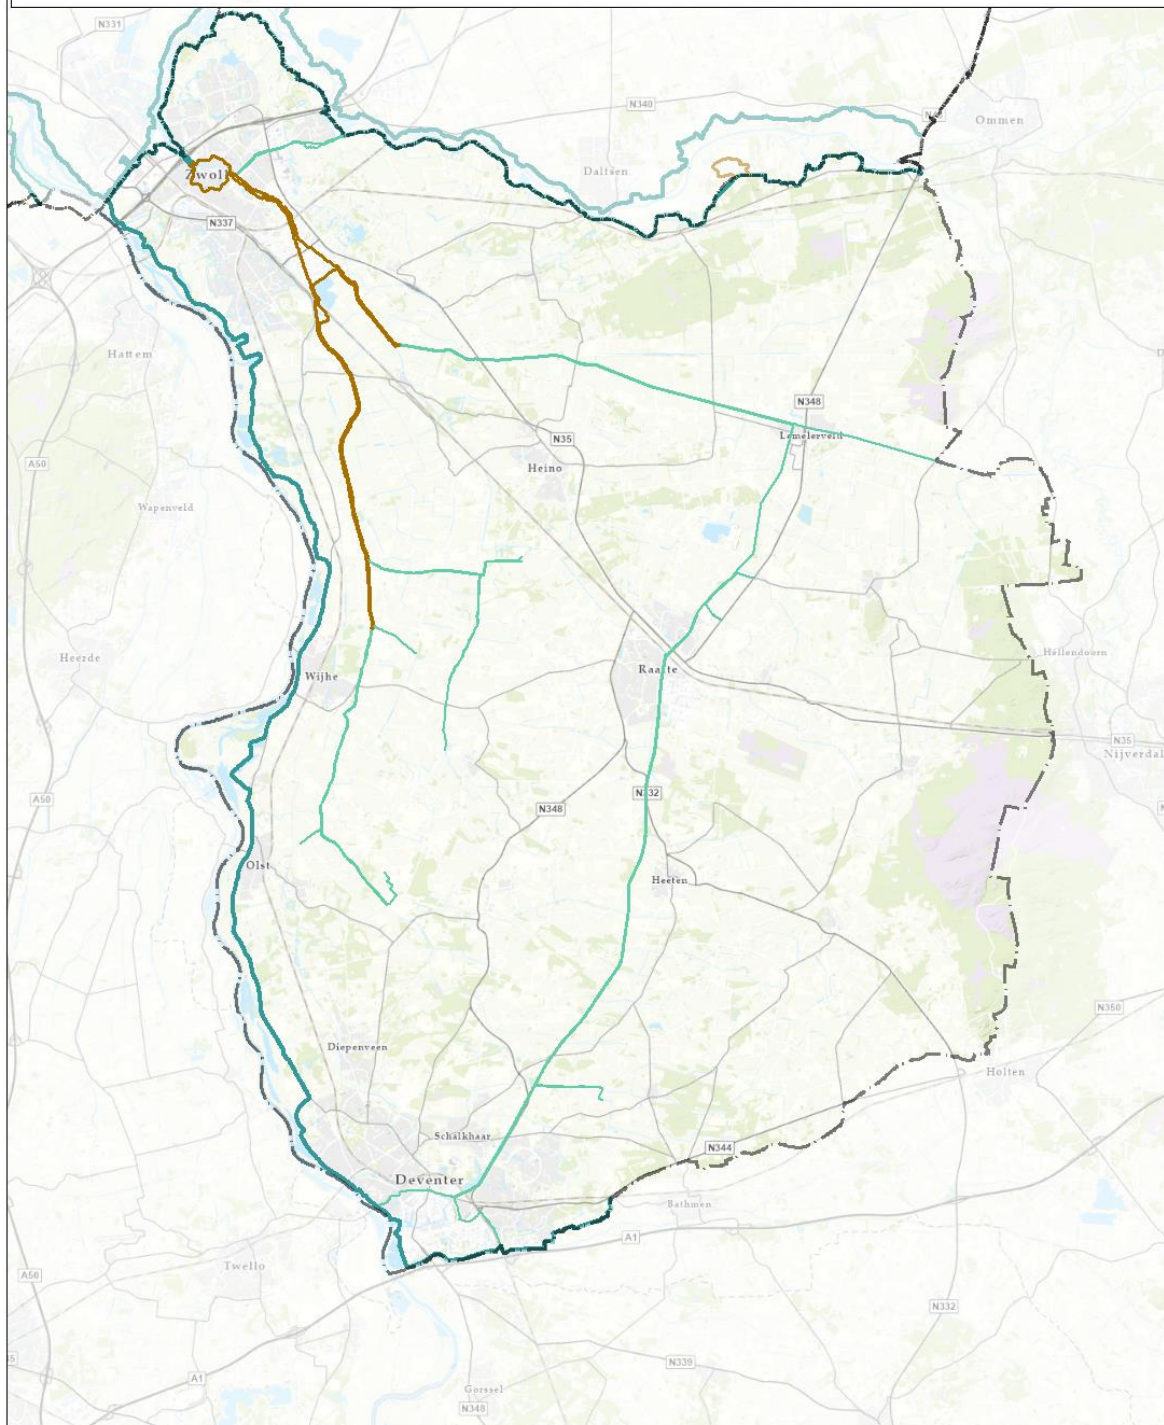 N331
N340
Ommen
Dalfsen
N337
Hattem
N348
Lemelerveld
N35
A50
Heino
Wapenveld
Heerde
Raalte
Hellendoorn
Wijhe
N35
Nijverdal
A50
N348
N332
Olst
Heeten
N350
Diepenveen
Holten
Schalkhaar
N344
Deventer
Bathmen
A1
Twello
A50
N332
N339
A1
Gorssel
N348